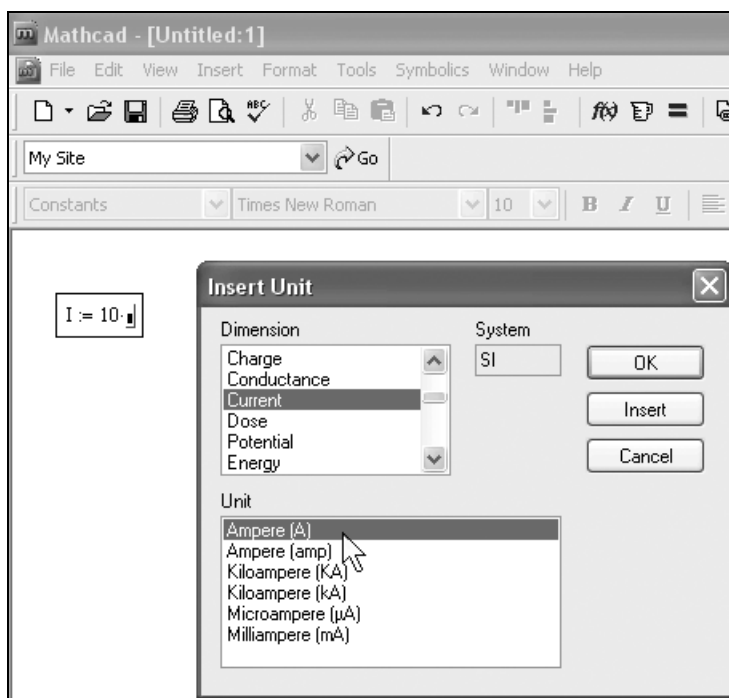 Mathcad - [Untitled:1]
File Edit View Insert Format Tools Symbolics Window Help
ABC f(x) =
My Site Go
Constants Times New Roman 10 B I U
I := 10·
Insert Unit
Dimension System
Charge SI OK
Conductance
Current
Dose Insert
Potential
Energy Cancel
Unit
Ampere (A)
Ampere (amp)
Kiloampere (KA)
Kiloampere (kA)
Microampere (μA)
Milliampere (mA)